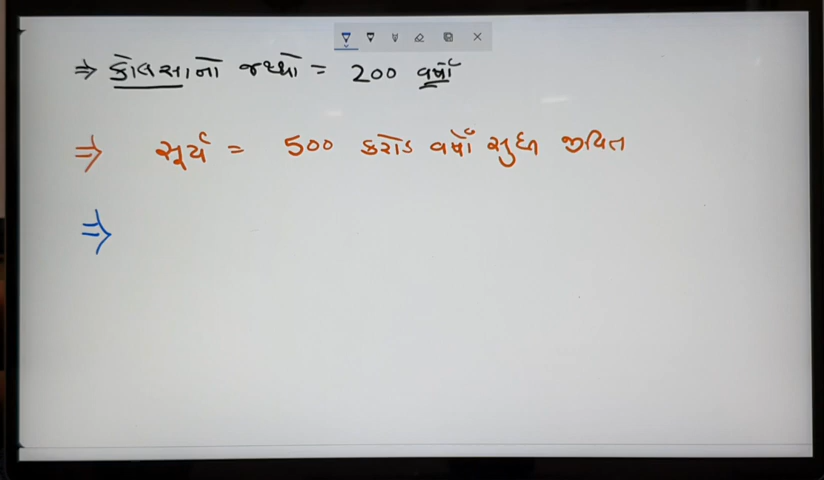 ⇒ કોલસાનો જથ્થો = 200 વર્ષો
⇒ સૂર્ય = 500 કરોડ વર્ષો સુધી જીવિત
⇒